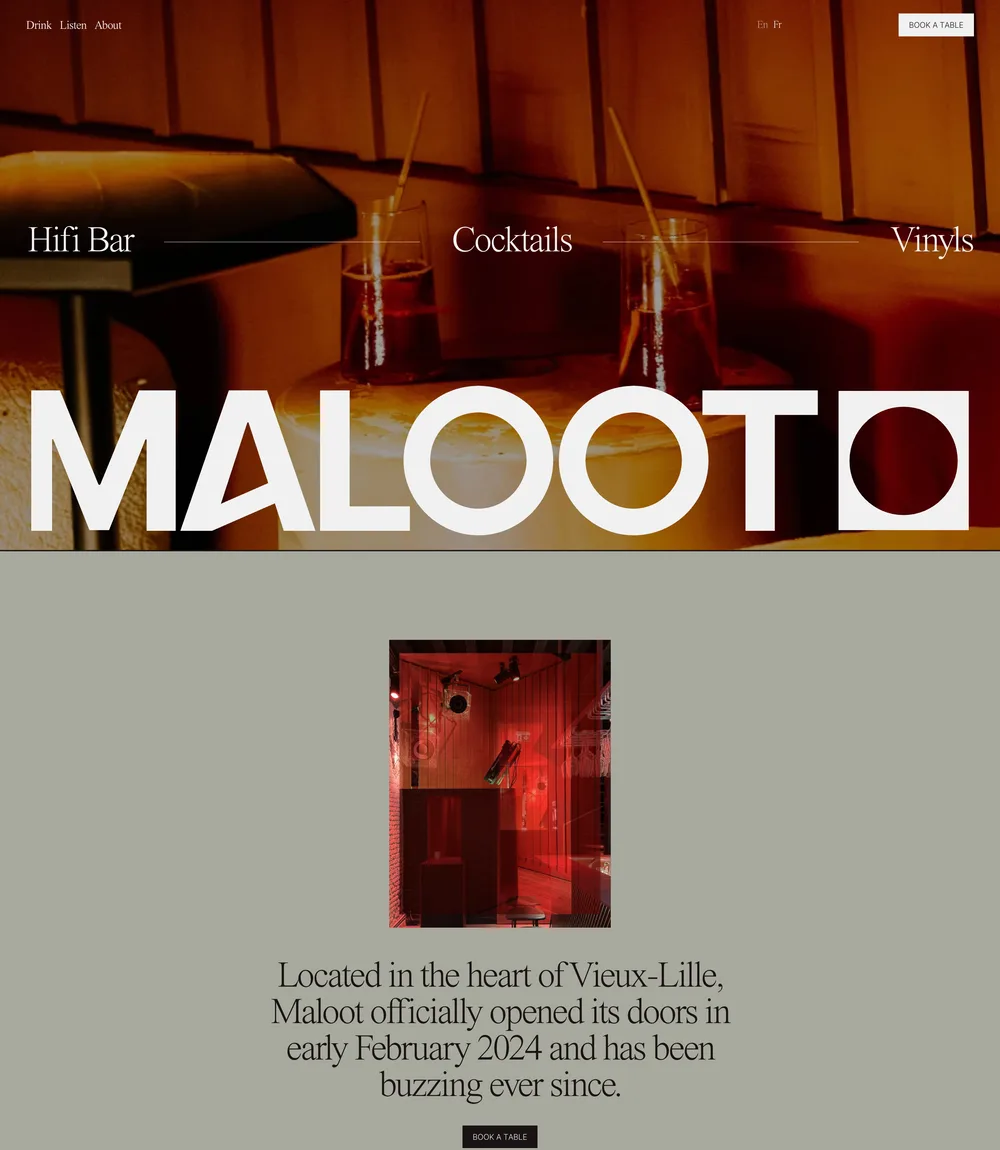 Drink Listen About En Fr BOOK A TABLE
Hifi Bar Cocktails Vinyls
MALOOT
Located in the heart of Vieux-Lille,
Maloot officially opened its doors in
early February 2024 and has been
buzzing ever since.
BOOK A TABLE